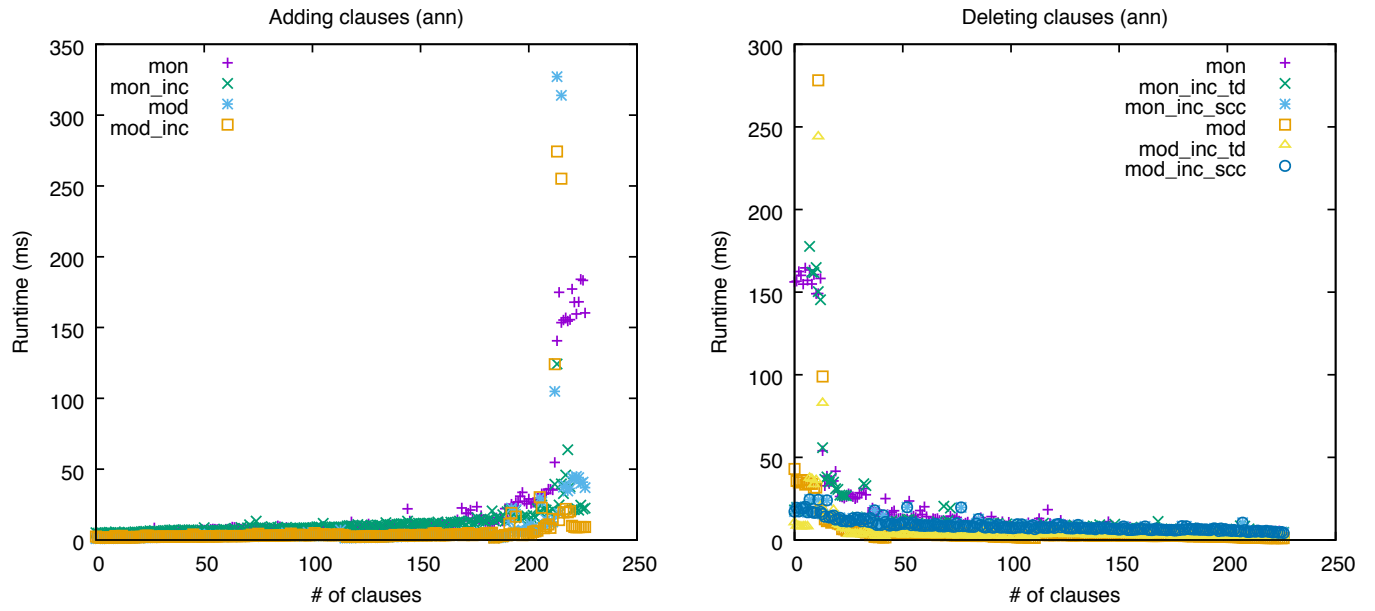 Adding clauses (ann)
350
300
250
200
150
100
50
0
0 50 100 150 200 250
Runtime (ms)
# of clauses
mon
mon_inc
mod
mod_inc
Deleting clauses (ann)
300
250
200
150
100
50
0
0 50 100 150 200 250
Runtime (ms)
# of clauses
mon
mon_inc_td
mon_inc_scc
mod
mod_inc_td
mod_inc_scc